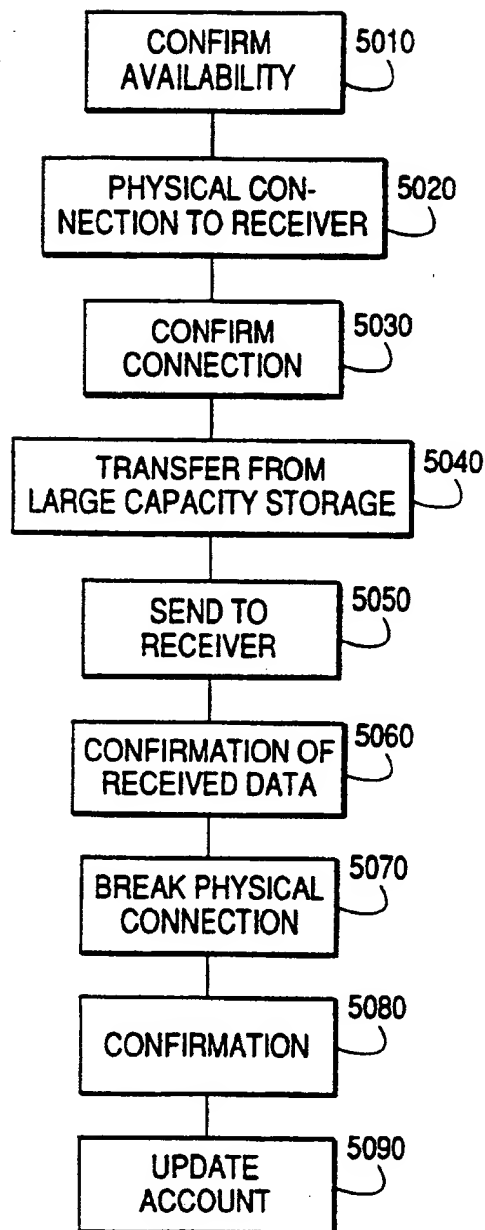 CONFIRM
AVAILABILITY
5010
PHYSICAL CON-
NECTION TO RECEIVER
5020
CONFIRM
CONNECTION
5030
TRANSFER FROM
LARGE CAPACITY STORAGE
5040
SEND TO
RECEIVER
5050
CONFIRMATION OF
RECEIVED DATA
5060
BREAK PHYSICAL
CONNECTION
5070
CONFIRMATION
5080
UPDATE
ACCOUNT
5090